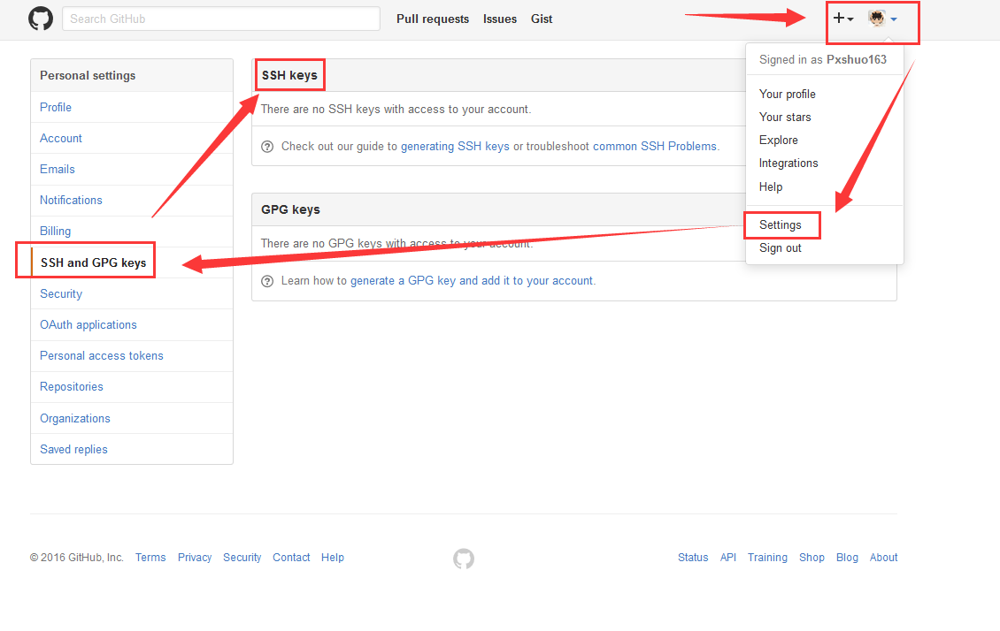 Search GitHub
Pull requests Issues Gist
Signed in as Pxshuo163
Your profile
Your stars
Explore
Integrations
Help
Settings
Sign out
Personal settings
Profile
Account
Emails
Notifications
Billing
SSH and GPG keys
Security
OAuth applications
Personal access tokens
Repositories
Organizations
Saved replies
SSH keys
There are no SSH keys with access to your account.
Check out our guide to generating SSH keys or troubleshoot common SSH Problems.
GPG keys
There are no GPG keys with access to your account.
Learn how to generate a GPG key and add it to your account.
© 2016 GitHub, Inc. Terms Privacy Security Contact Help
Status API Training Shop Blog About